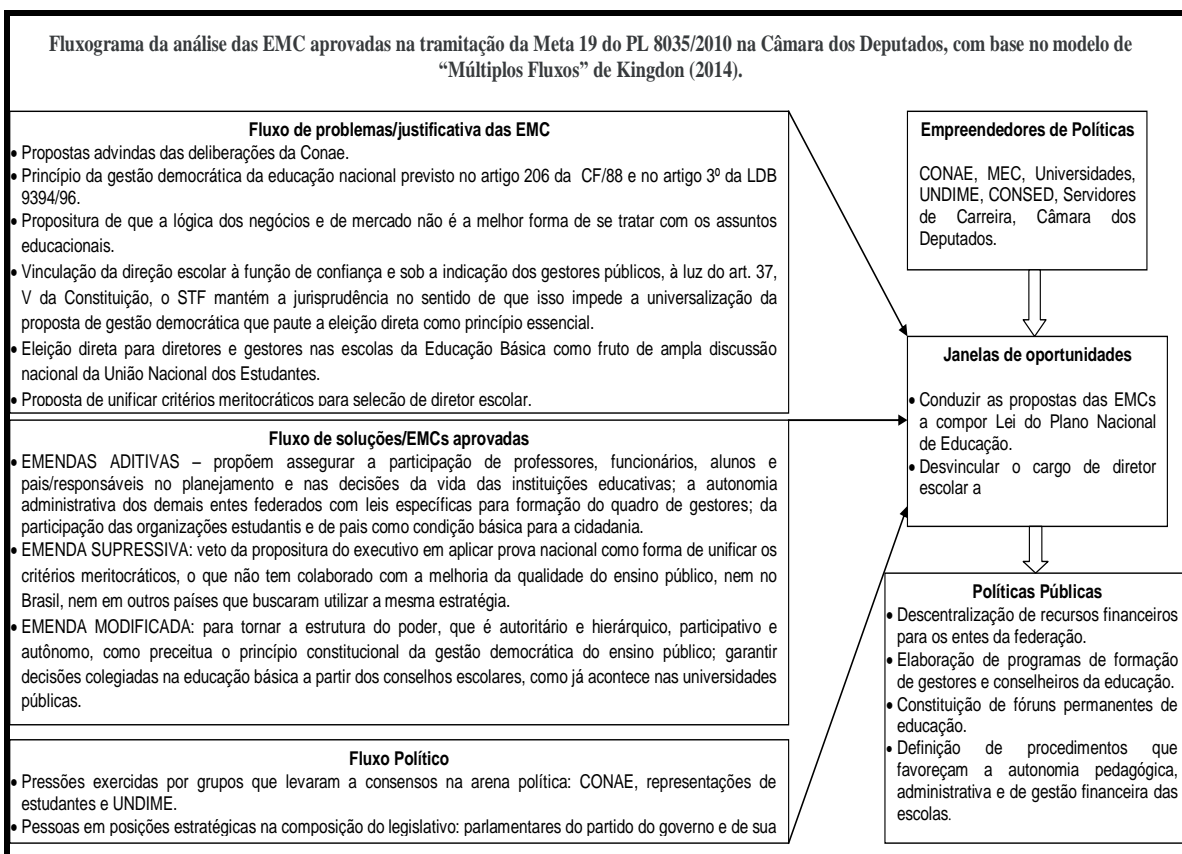 Fluxograma da análise das EMC aprovadas na tramitação da Meta 19 do PL 8035/2010 na Câmara dos Deputados, com base no modelo de
“Múltiplos Fluxos” de Kingdon (2014).
Fluxo de problemas/justificativa das EMC
• Propostas advindas das deliberações da Conae.
• Princípio da gestão democrática da educação nacional previsto no artigo 206 da CF/88 e no artigo 3º da LDB
9394/96.
• Propositura de que a lógica dos negócios e de mercado não é a melhor forma de se tratar com os assuntos
educacionais.
• Vinculação da direção escolar à função de confiança e sob a indicação dos gestores públicos, à luz do art. 37,
V da Constituição, o STF mantém a jurisprudência no sentido de que isso impede a universalização da
proposta de gestão democrática que paute a eleição direta como princípio essencial.
• Eleição direta para diretores e gestores nas escolas da Educação Básica como fruto de ampla discussão
nacional da União Nacional dos Estudantes.
• Proposta de unificar critérios meritocráticos para seleção de diretor escolar.
Fluxo de soluções/EMCs aprovadas
• EMENDAS ADITIVAS – propõem assegurar a participação de professores, funcionários, alunos e
pais/responsáveis no planejamento e nas decisões da vida das instituições educativas; a autonomia
administrativa dos demais entes federados com leis específicas para formação do quadro de gestores; da
participação das organizações estudantis e de pais como condição básica para a cidadania.
• EMENDA SUPRESSIVA: veto da propositura do executivo em aplicar prova nacional como forma de unificar os
critérios meritocráticos, o que não tem colaborado com a melhoria da qualidade do ensino público, nem no
Brasil, nem em outros países que buscaram utilizar a mesma estratégia.
• EMENDA MODIFICADA: para tornar a estrutura do poder, que é autoritário e hierárquico, participativo e
autônomo, como preceitua o princípio constitucional da gestão democrática do ensino público; garantir
decisões colegiadas na educação básica a partir dos conselhos escolares, como já acontece nas universidades
públicas.
Fluxo Político
• Pressões exercidas por grupos que levaram a consensos na arena política: CONAE, representações de
estudantes e UNDIME.
• Pessoas em posições estratégicas na composição do legislativo: parlamentares do partido do governo e de sua
Empreendedores de Políticas
CONAE, MEC, Universidades,
UNDIME, CONSED, Servidores
de Carreira, Câmara dos
Deputados.
Janelas de oportunidades
• Conduzir as propostas das EMCs
a compor Lei do Plano Nacional
de Educação.
• Desvincular o cargo de diretor
escolar a
Políticas Públicas
• Descentralização de recursos financeiros
para os entes da federação.
• Elaboração de programas de formação
de gestores e conselheiros da educação.
• Constituição de fóruns permanentes de
educação.
• Definição de procedimentos que
favoreçam a autonomia pedagógica,
administrativa e de gestão financeira das
escolas.